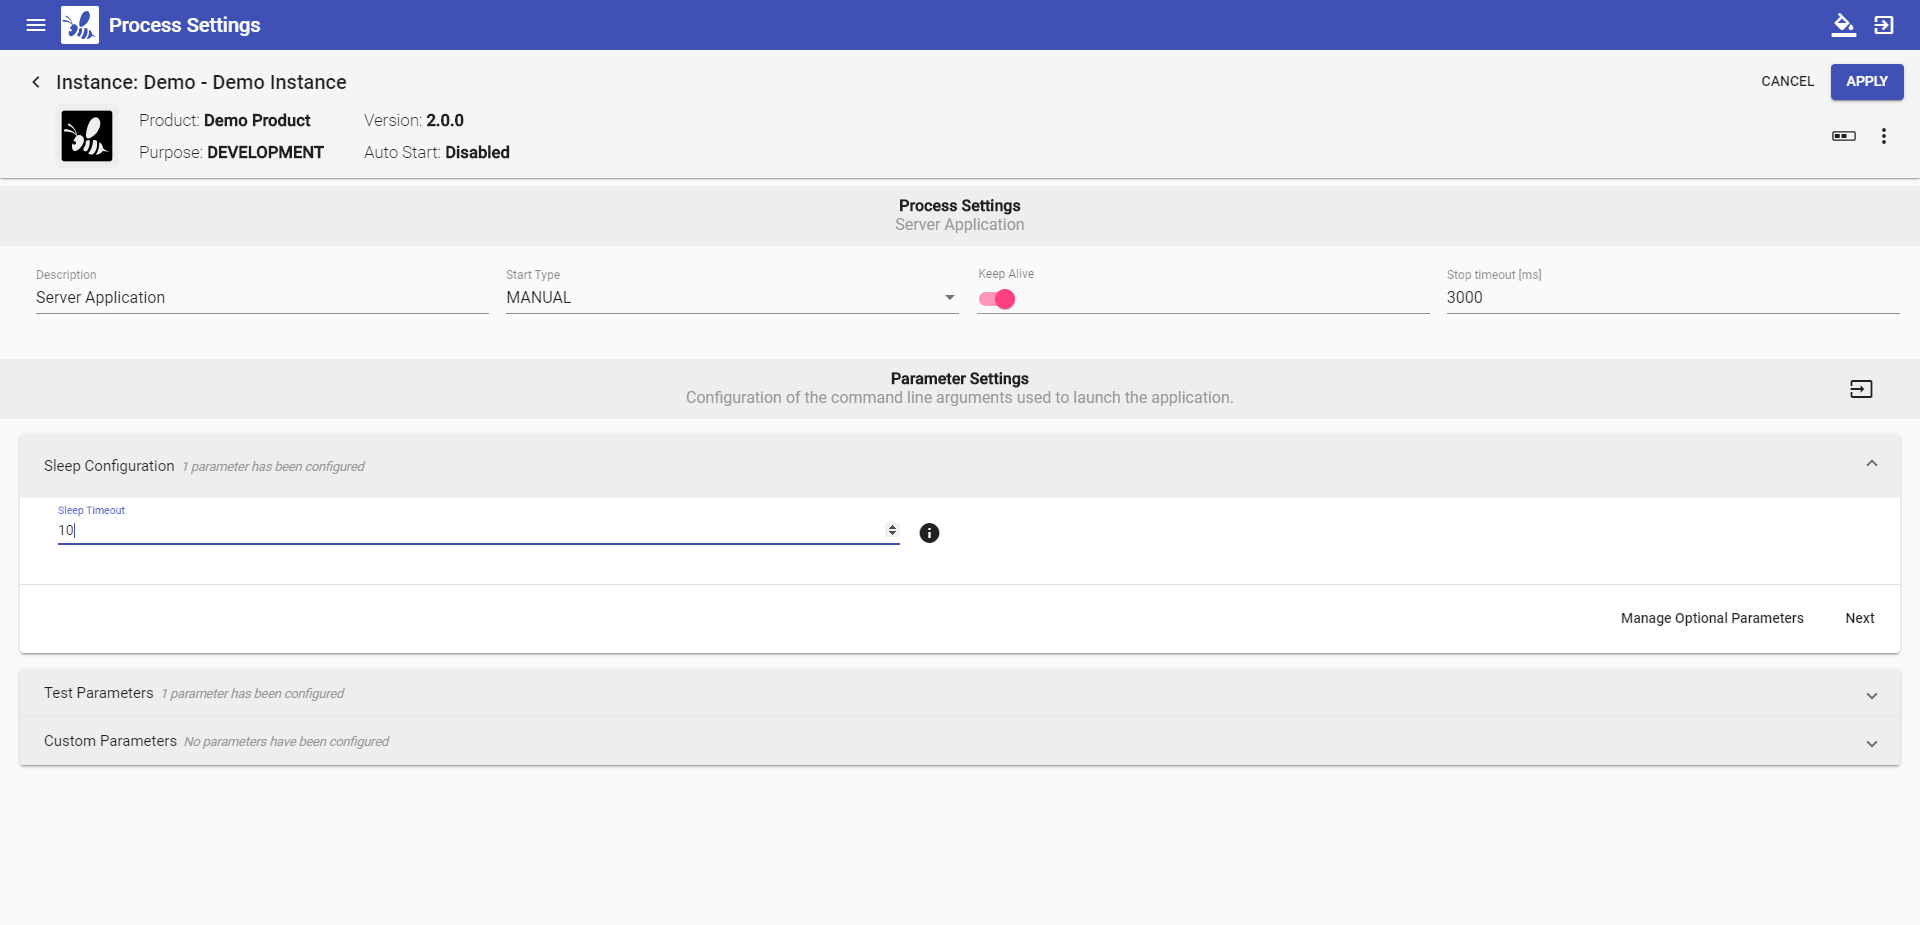 Process Settings
Instance: Demo - Demo Instance
CANCEL
APPLY
Product: Demo Product
Version: 2.0.0
Purpose: DEVELOPMENT
Auto Start: Disabled
Process Settings
Server Application
Description
Server Application
Start Type
MANUAL
Keep Alive
Stop timeout [ms]
3000
Parameter Settings
Configuration of the command line arguments used to launch the application.
Sleep Configuration 1 parameter has been configured
Sleep Timeout
10
Manage Optional Parameters
Next
Test Parameters 1 parameter has been configured
Custom Parameters No parameters have been configured